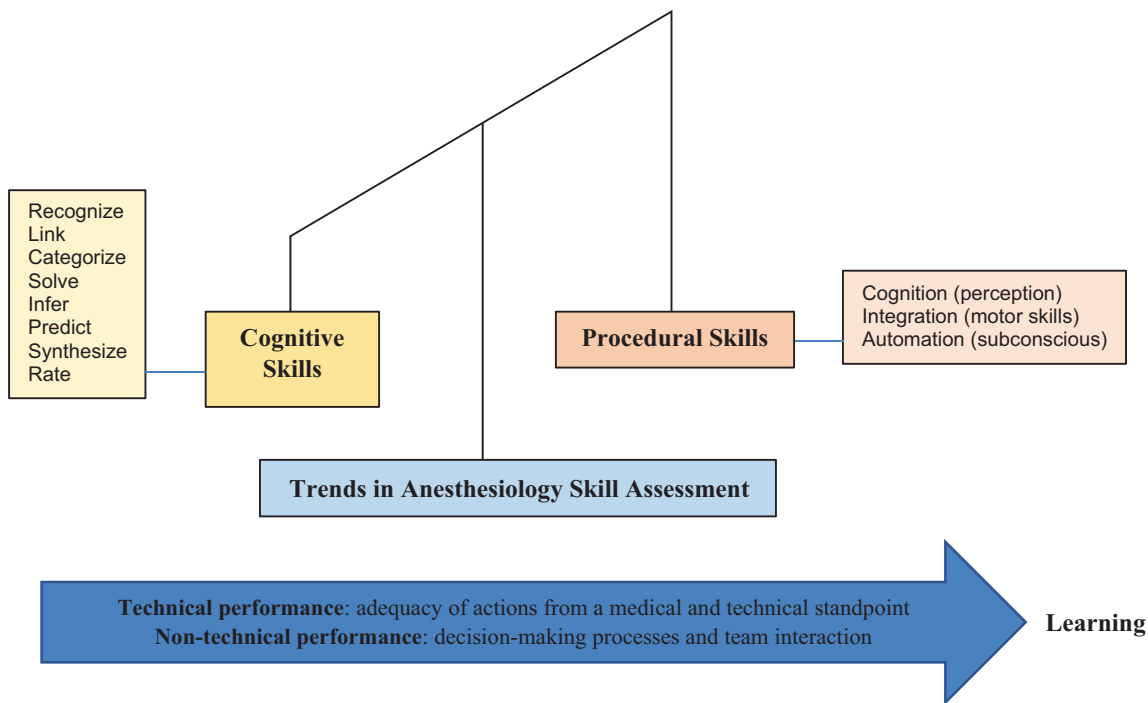 Recognize
Link
Categorize
Solve
Infer
Predict
Synthesize
Rate
Cognitive
Skills
Procedural Skills
Cognition (perception)
Integration (motor skills)
Automation (subconscious)
Trends in Anesthesiology Skill Assessment
Technical performance: adequacy of actions from a medical and technical standpoint
Non-technical performance: decision-making processes and team interaction
Learning